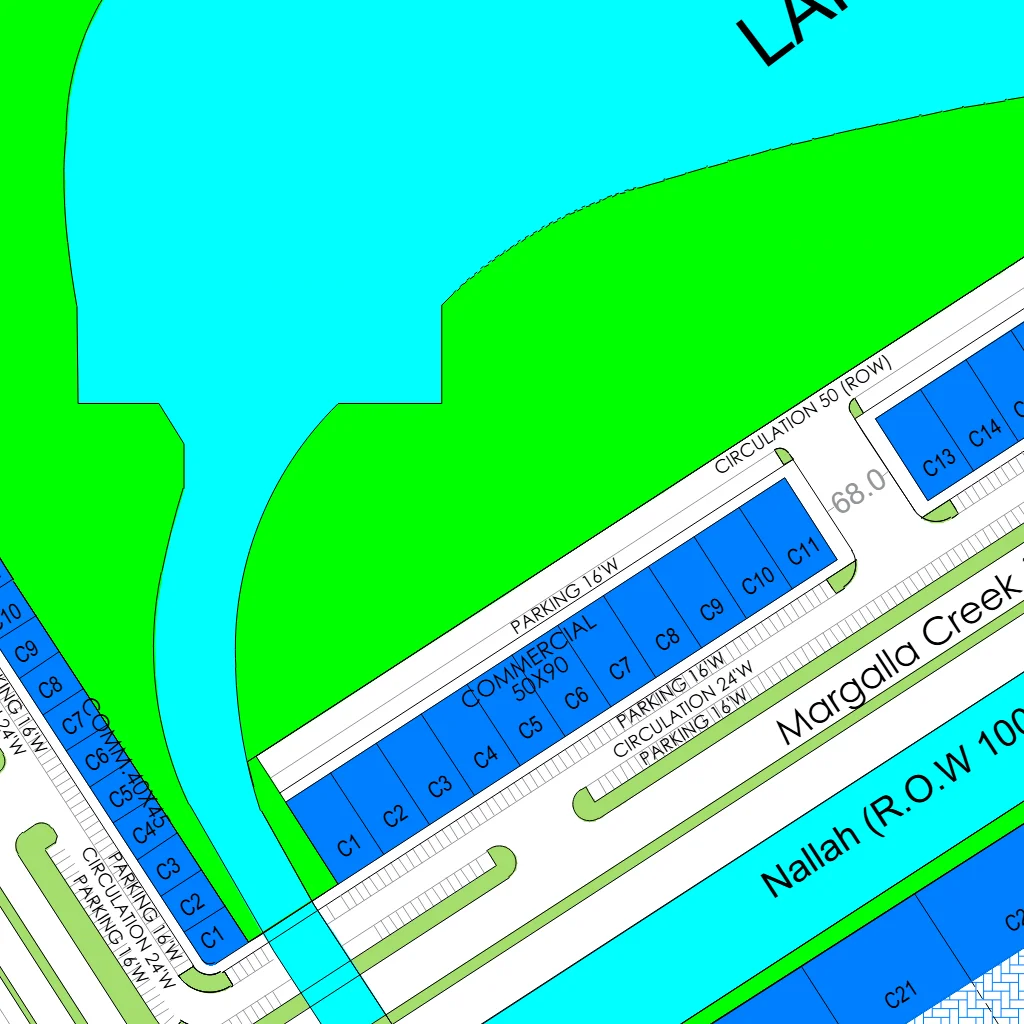 CIRCULATION 50 (ROW)
C14
C13
68.0
PARKING 16'W
C11
C10
C9
C8
C7
C6
C5
C4
C3
C2
C1
COMMERCIAL
50X90
PARKING 16'W
CIRCULATION 24'W
PARKING 16'W
Margalla Creek
Nallah (R.O.W 100
C21
C10
C9
C8
C7
C6
C5
C4
C3
C2
C1
COMM:40X45
24'W
PARKING 16'W
CIRCULATION 24'W
PARKING 16'W